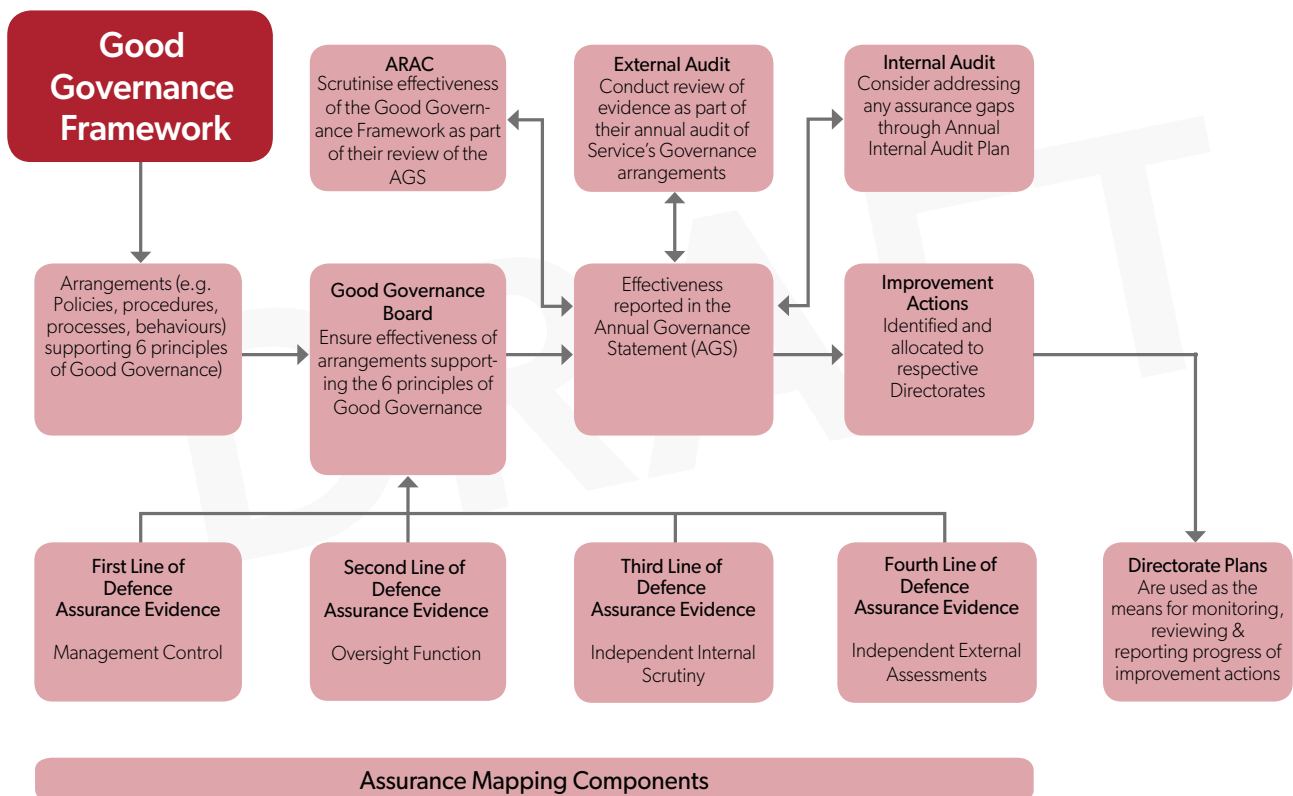 Good
Governance
Framework
ARAC
Scrutinise effectiveness
of the Good Govern-
ance Framework as part
of their review of the
AGS
External Audit
Conduct review of
evidence as part of
their annual audit of
Service's Governance
arrangements
Internal Audit
Consider addressing
any assurance gaps
through Annual
Internal Audit Plan
Arrangements (e.g.
Policies, procedures,
processes, behaviours)
supporting 6 principles
of Good Governance)
Good Governance
Board
Ensure effectiveness of
arrangements support-
ing the 6 principles of
Good Governance
Effectiveness
reported in the
Annual Governance
Statement (AGS)
Improvement
Actions
Identified and
allocated to
respective
Directorates
First Line of
Defence
Assurance Evidence
Management Control
Second Line of
Defence
Assurance Evidence
Oversight Function
Third Line of
Defence
Assurance Evidence
Independent Internal
Scrutiny
Fourth Line of
Defence
Assurance Evidence
Independent External
Assessments
Directorate Plans
Are used as the
means for monitoring,
reviewing &
reporting progress of
improvement actions
Assurance Mapping Components
DRAFT